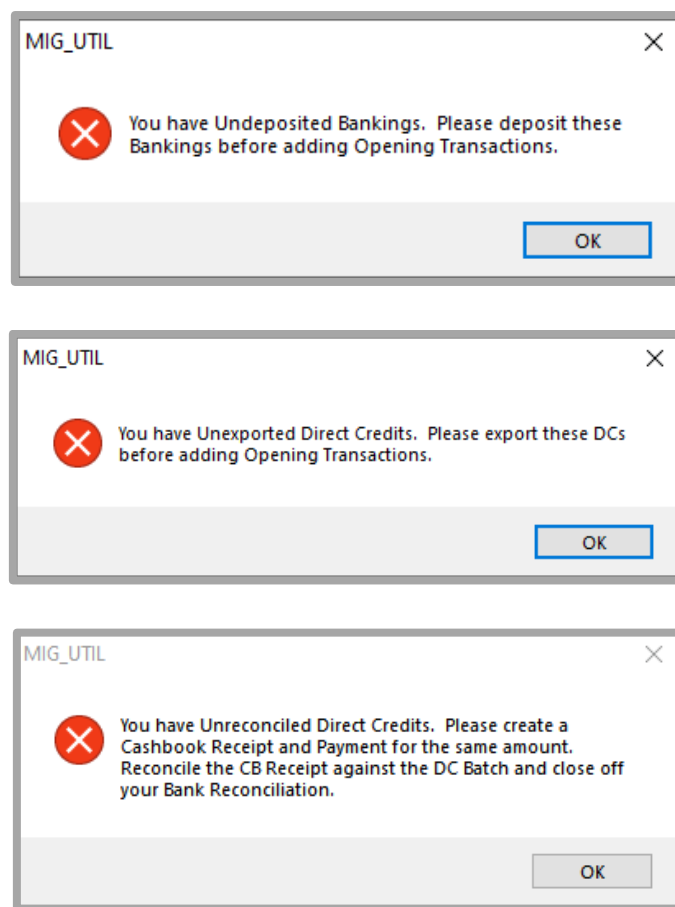 MIG_UTIL
You have Undeposited Bankings.  Please deposit these
Bankings before adding Opening Transactions.
OK
MIG_UTIL
You have Unexported Direct Credits.  Please export these DCs
before adding Opening Transactions.
OK
MIG_UTIL
You have Unreconciled Direct Credits.  Please create a
Cashbook Receipt and Payment for the same amount.
Reconcile the CB Receipt against the DC Batch and close off
your Bank Reconciliation.
OK